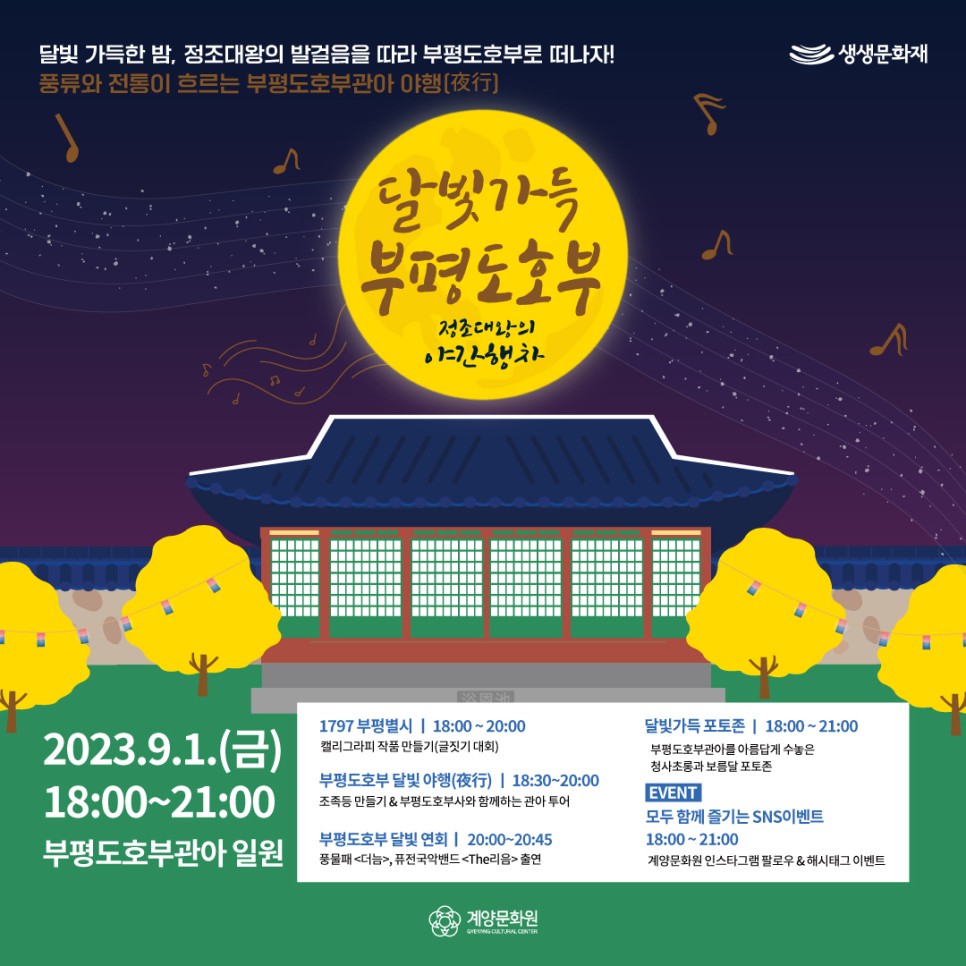 달빛 가득한 밤, 정조대왕의 발걸음을 따라 부평도호부로 떠나자!
풍류와 전통이 흐르는 부평도호부관아 야행(夜行)
생생문화재
달빛가득
부평도호부
정조대왕의
야간행차
浴恩池
2023.9.1.(금)
18:00~21:00
부평도호부관아 일원
1797 부평별시 | 18:00 ~ 20:00
캘리그라피 작품 만들기(글짓기 대회)
부평도호부 달빛 야행(夜行) | 18:30~20:00
조족등 만들기 & 부평도호부사와 함께하는 관아 투어
부평도호부 달빛 연회 | 20:00~20:45
풍물패 <더늠>, 퓨전국악밴드 <The리음> 출연
달빛가득 포토존 | 18:00 ~ 21:00
부평도호부관아를 아름답게 수놓은
청사초롱과 보름달 포토존
EVENT
모두 함께 즐기는 SNS이벤트
18:00 ~ 21:00
계양문화원 인스타그램 팔로우 & 해시태그 이벤트
계양문화원
GYEYANG CULTURAL CENTER